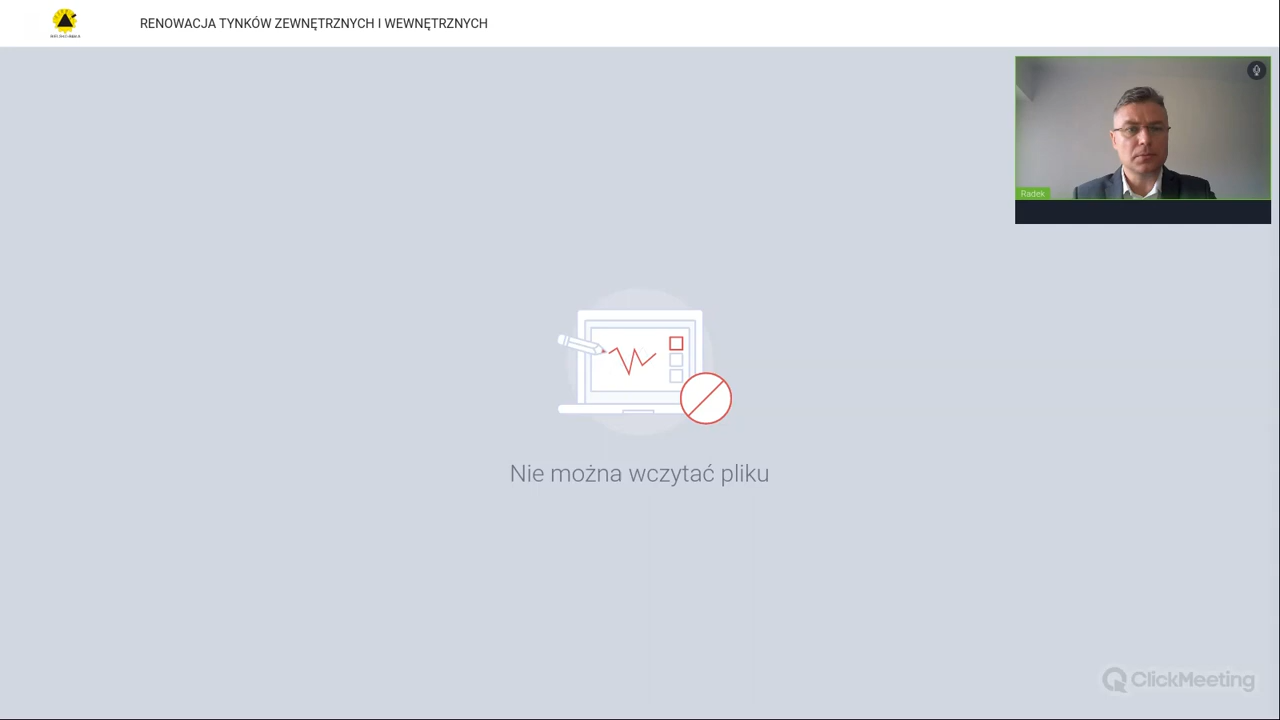 RENOWACJA TYNKÓW ZEWNĘTRZNYCH I WEWNĘTRZNYCH
Radek
Nie można wczytać pliku
ClickMeeting